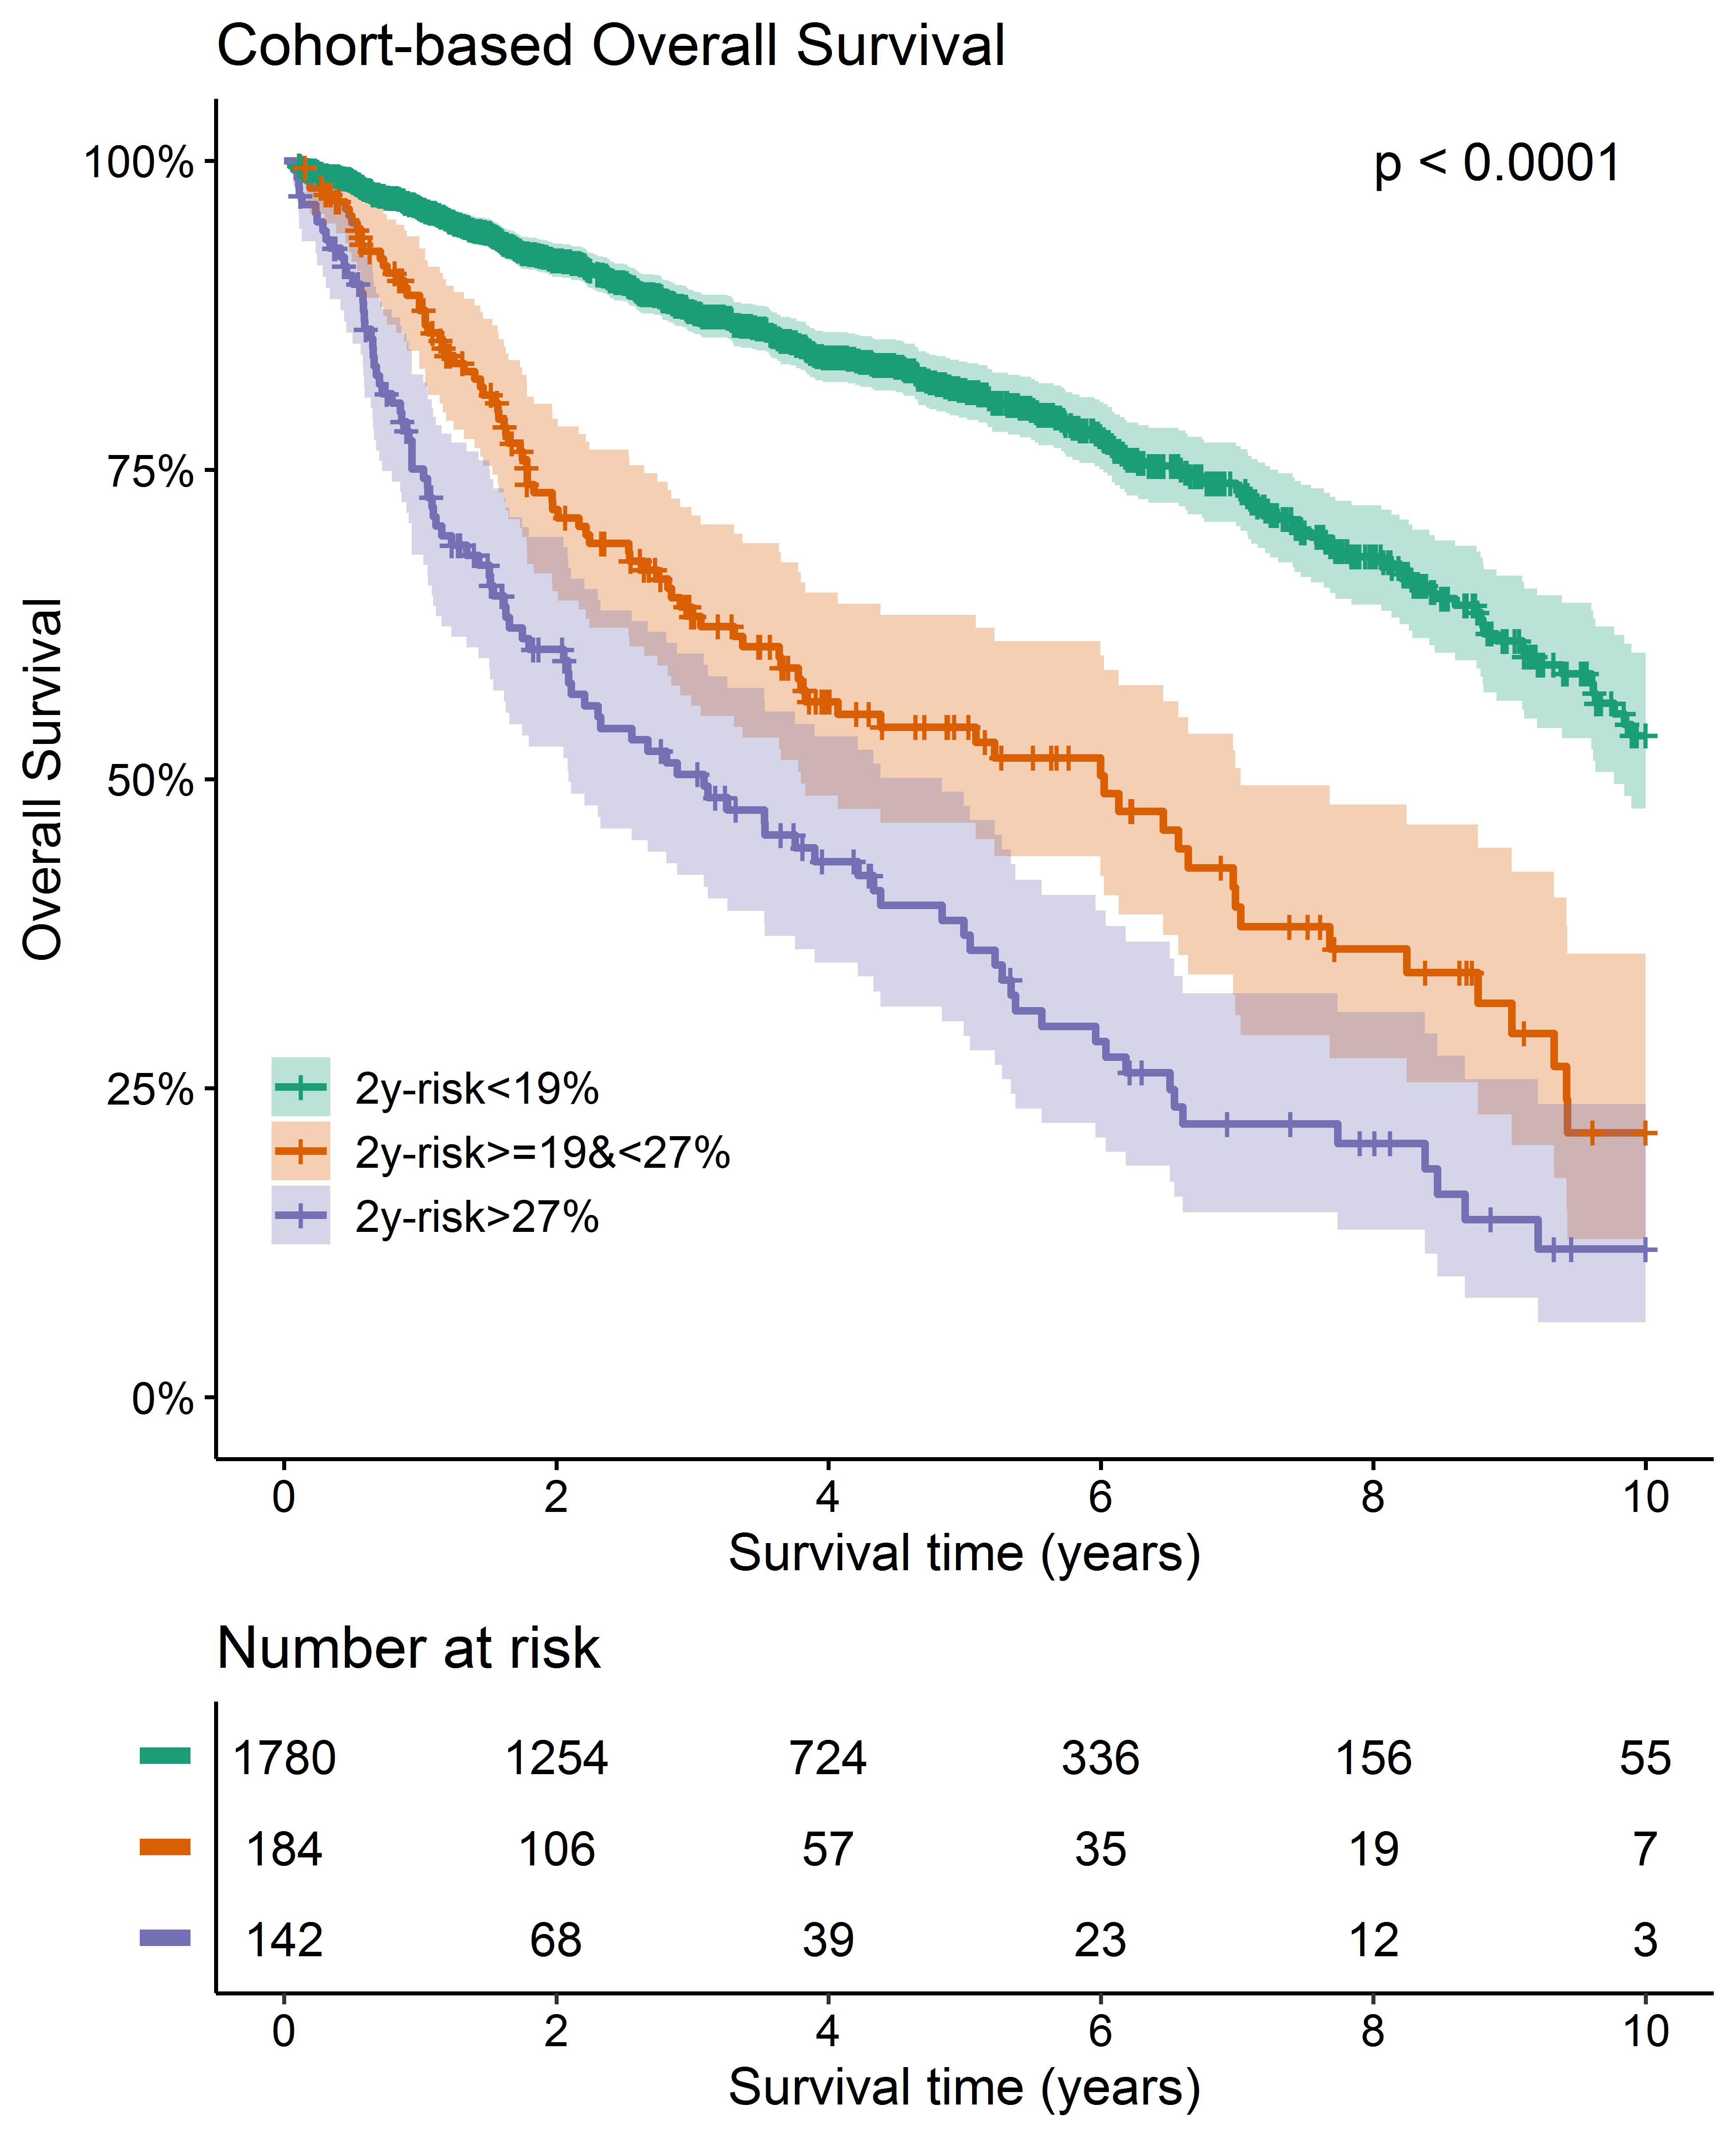 Cohort-based Overall Survival
p < 0.0001
100%
75%
50%
25%
0%
Overall Survival
2y-risk<19%
2y-risk>=19&<27%
2y-risk>27%
0 2 4 6 8 10
Survival time (years)
Number at risk
1780 1254 724 336 156 55
184 106 57 35 19 7
142 68 39 23 12 3
0 2 4 6 8 10
Survival time (years)